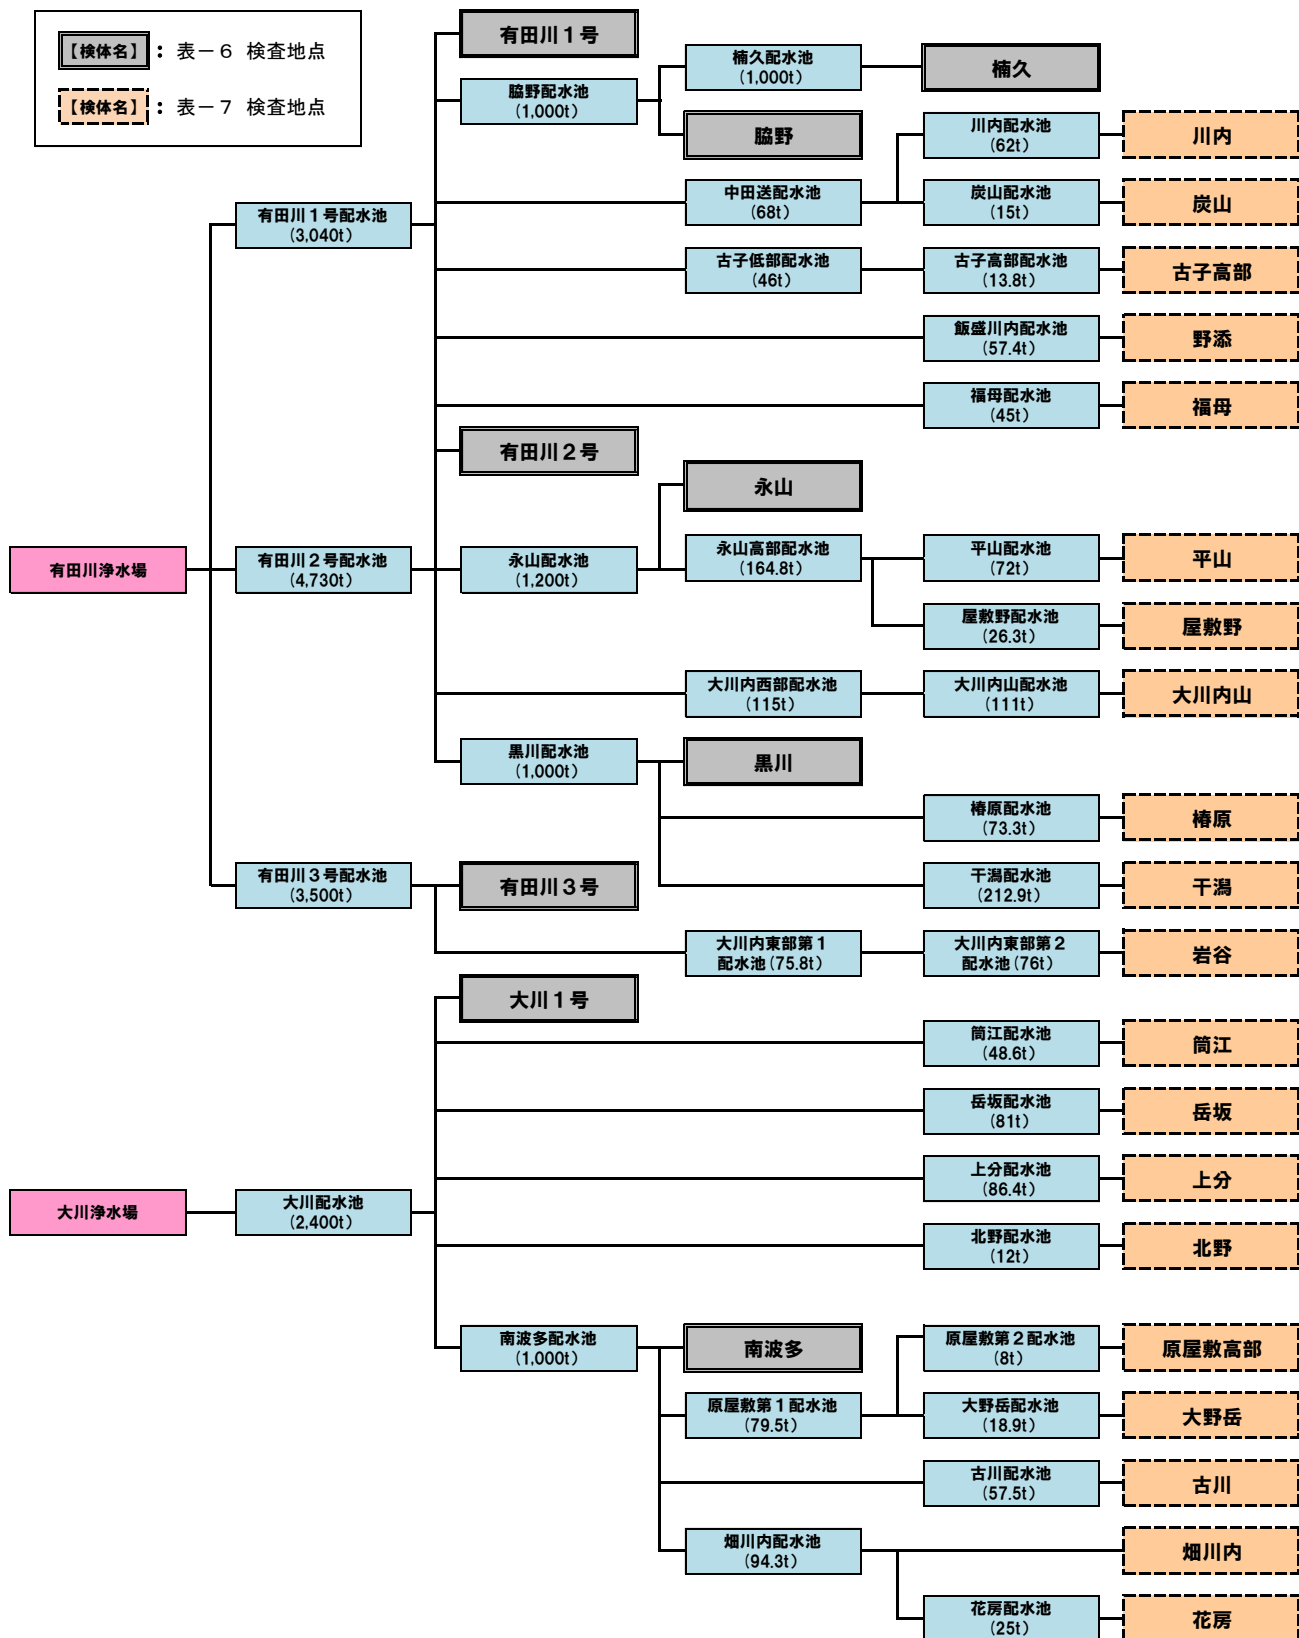 【検体名】 : 表－6 検査地点
【検体名】 : 表－7 検査地点
有田川1号
楠久配水池
(1,000t)
楠久
脇野配水池
(1,000t)
脇野
川内配水池
(62t)
川内
中田送配水池
(68t)
炭山配水池
(15t)
炭山
有田川1号配水池
(3,040t)
古子低部配水池
(46t)
古子高部配水池
(13.8t)
古子高部
飯盛川内配水池
(57.4t)
野添
福母配水池
(45t)
福母
有田川2号
永山
有田川浄水場
有田川2号配水池
(4,730t)
永山配水池
(1,200t)
永山高部配水池
(164.8t)
平山配水池
(72t)
平山
屋敷野配水池
(26.3t)
屋敷野
大川内西部配水池
(115t)
大川内山配水池
(111t)
大川内山
黒川配水池
(1,000t)
黒川
椿原配水池
(73.3t)
椿原
有田川3号配水池
(3,500t)
有田川3号
干潟配水池
(212.9t)
干潟
大川内東部第1
配水池(75.8t)
大川内東部第2
配水池(76t)
岩谷
大川1号
筒江配水池
(48.6t)
筒江
岳坂配水池
(81t)
岳坂
上分配水池
(86.4t)
上分
大川浄水場
大川配水池
(2,400t)
北野配水池
(12t)
北野
南波多配水池
(1,000t)
南波多
原屋敷第2配水池
(8t)
原屋敷高部
原屋敷第1配水池
(79.5t)
大野岳配水池
(18.9t)
大野岳
古川配水池
(57.5t)
古川
畑川内配水池
(94.3t)
畑川内
花房配水池
(25t)
花房